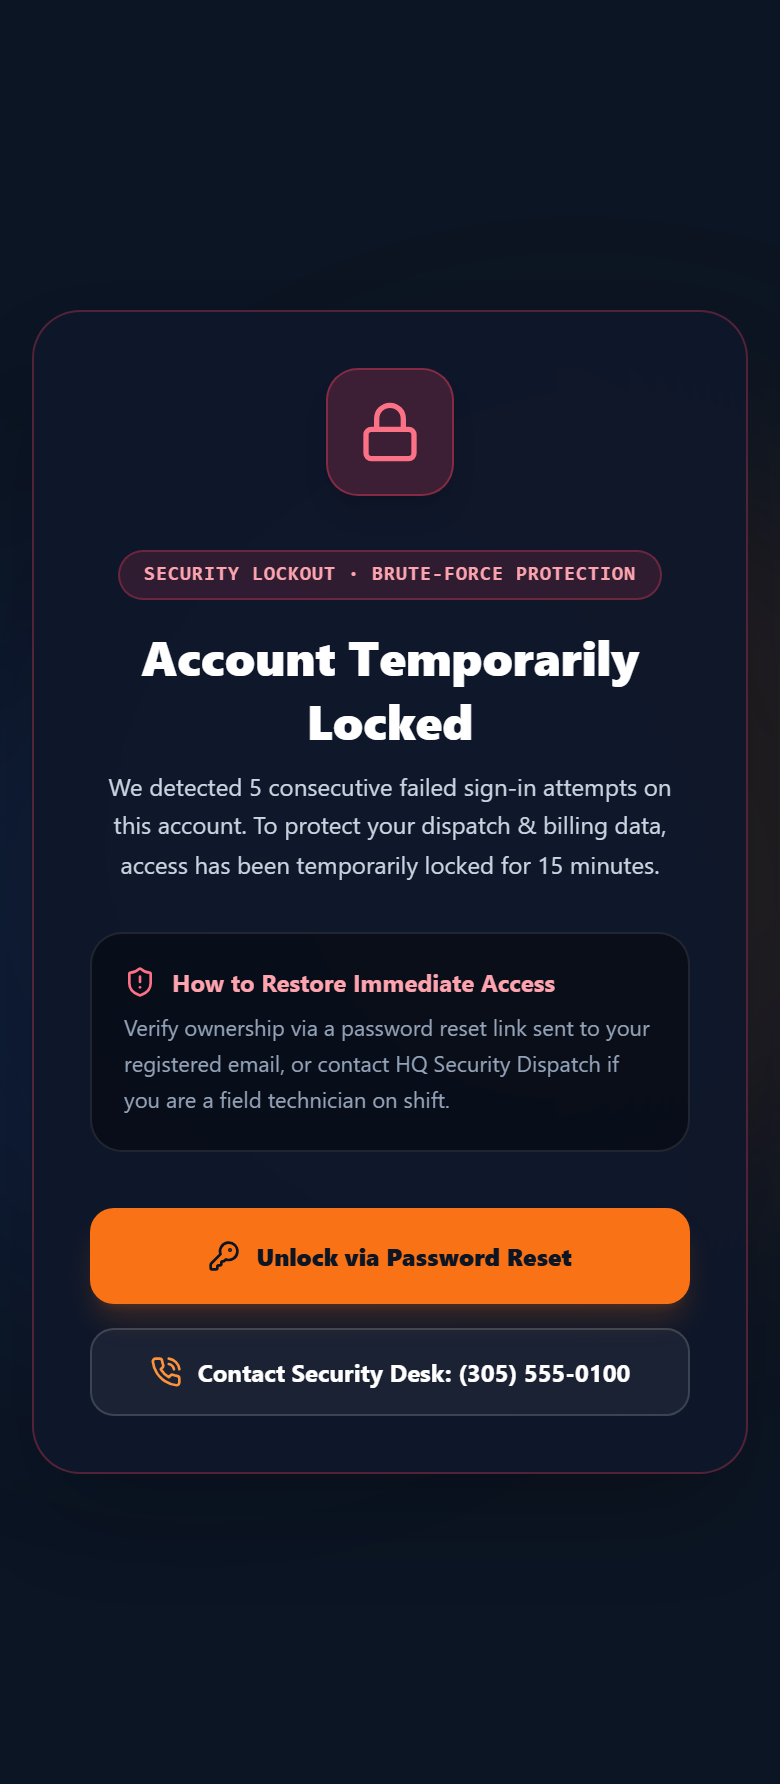 SECURITY LOCKOUT · BRUTE-FORCE PROTECTION
Account Temporarily
Locked
We detected 5 consecutive failed sign-in attempts on
this account. To protect your dispatch & billing data,
access has been temporarily locked for 15 minutes.
How to Restore Immediate Access
Verify ownership via a password reset link sent to your
registered email, or contact HQ Security Dispatch if
you are a field technician on shift.
Unlock via Password Reset
Contact Security Desk: (305) 555-0100